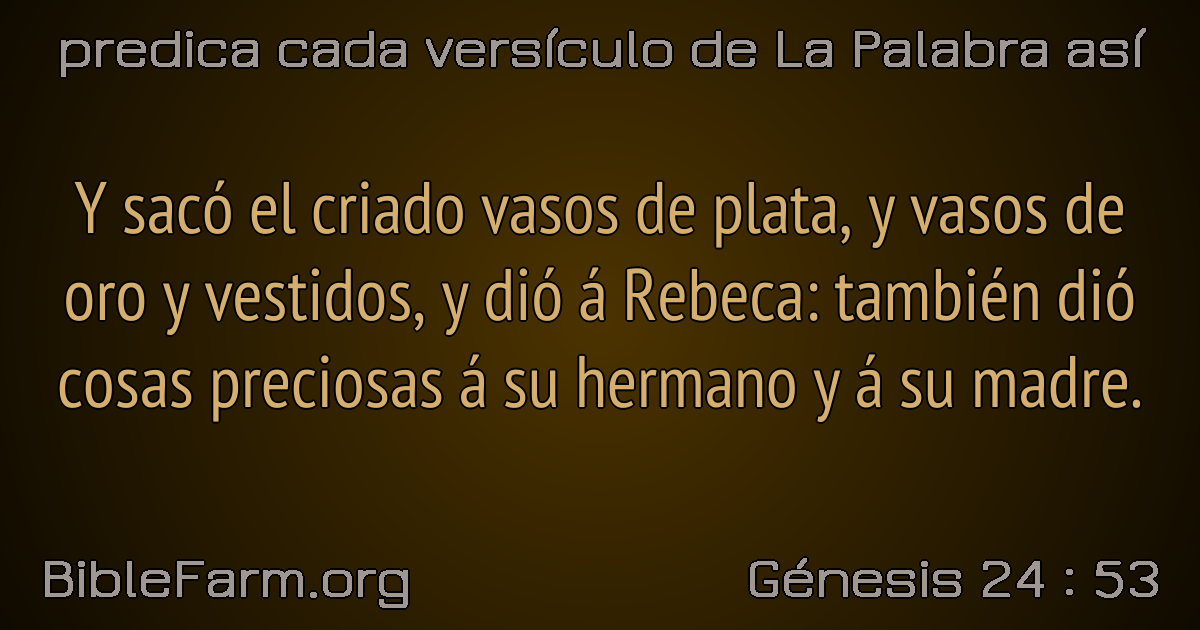 predica cada versículo de La Palabra así
Y sacó el criado vasos de plata, y vasos de
oro y vestidos, y dió á Rebeca: también dió
cosas preciosas á su hermano y á su madre.
BibleFarm.org
Génesis 24 : 53